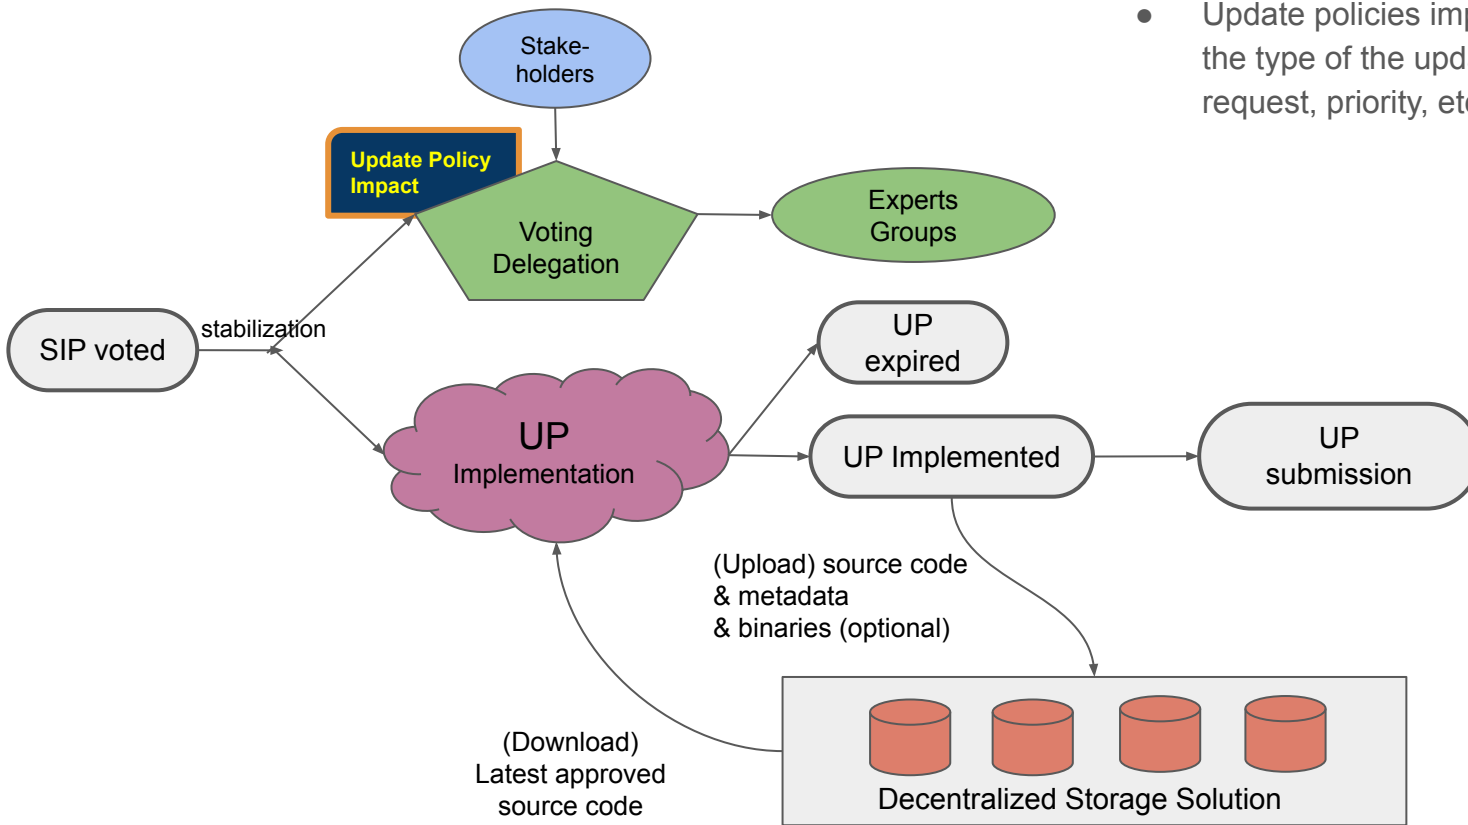 Stake-
holders
● Update policies imp
the type of the upd
request, priority, etc
Update Policy
Impact
Experts
Groups
Voting
Delegation
stabilization
SIP voted
UP
expired
UP
Implementation
UP Implemented
UP
submission
(Upload) source code
& metadata
& binaries (optional)
(Download)
Latest approved
source code
Decentralized Storage Solution